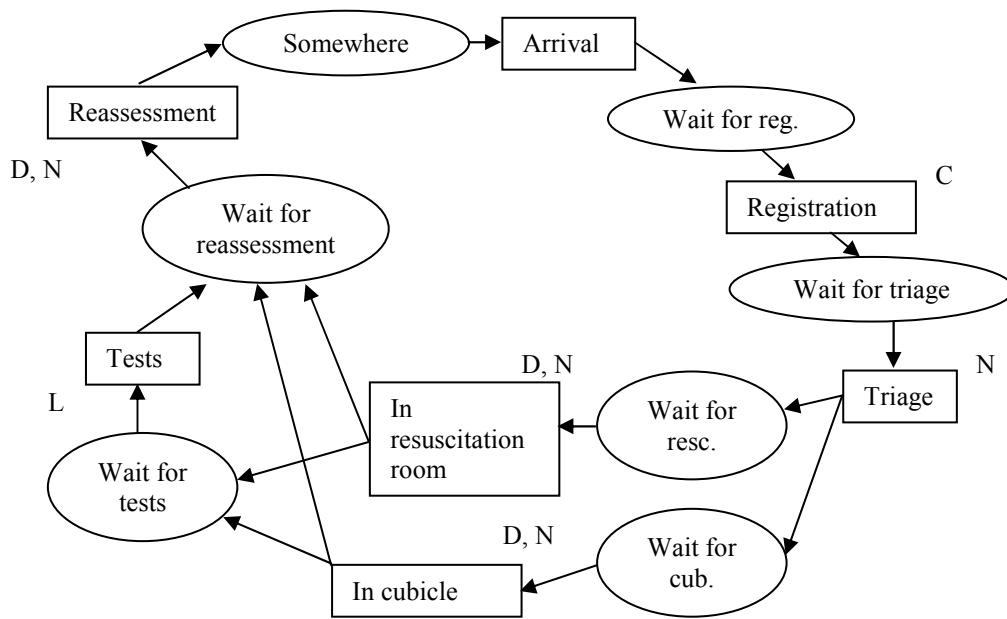 Somewhere
Arrival
Reassessment
Wait for reg.
D, N
C
Registration
Wait for
reassessment
Wait for triage
Tests
D, N
N
L
In
resuscitation
room
Wait for
resc.
Triage
Wait for
tests
D, N
Wait for
cub.
In cubicle